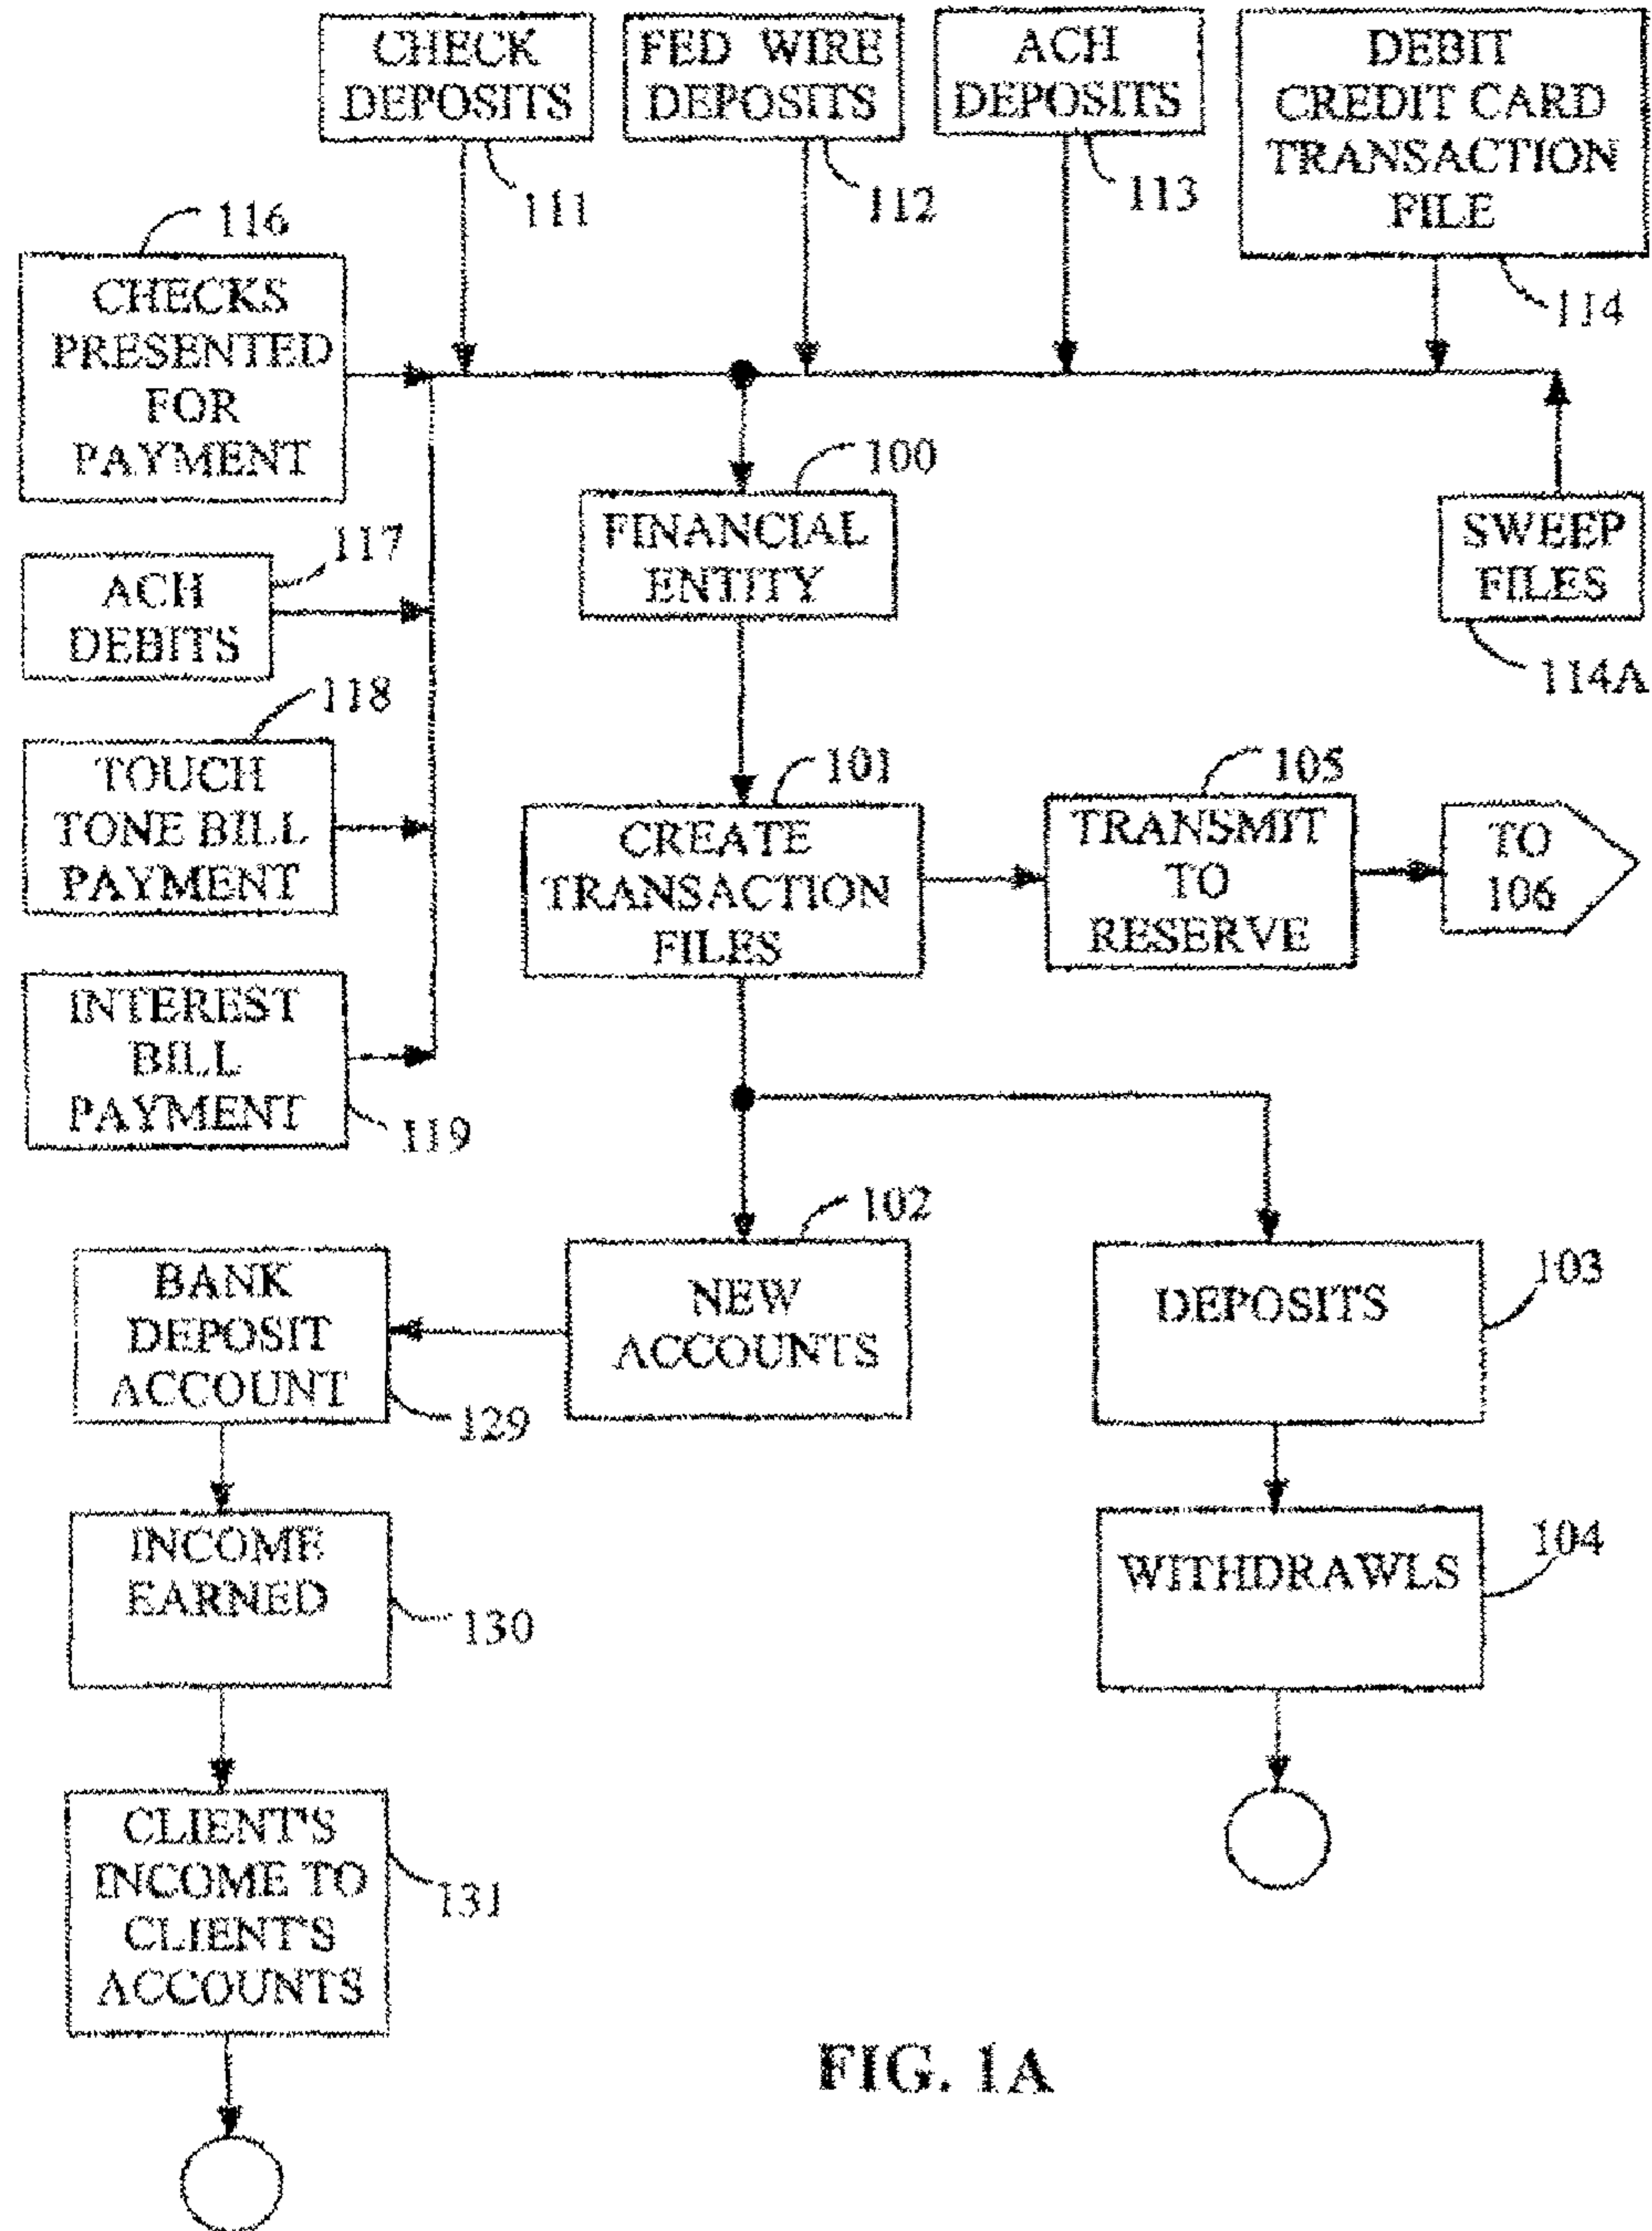 CHECK
DEPOSITS
111
FED WIRE
DEPOSITS
112
ACH
DEPOSITS
113
DEBIT
CREDIT CARD
TRANSACTION
FILE
114
116
CHECKS
PRESENTED
FOR
PAYMENT
100
FINANCIAL
ENTITY
SWEEP
FILES
114A
117
ACH
DEBITS
118
TOUCH
TONE BILL
PAYMENT
101
CREATE
TRANSACTION
FILES
105
TRANSMIT
TO
RESERVE
TO
106
INTEREST
BILL
PAYMENT
119
102
NEW
ACCOUNTS
BANK
DEPOSIT
ACCOUNT
129
DEPOSITS
103
INCOME
EARNED
130
WITHDRAWLS
104
CLIENT'S
INCOME TO
CLIENT'S
ACCOUNTS
131
FIG. 1A